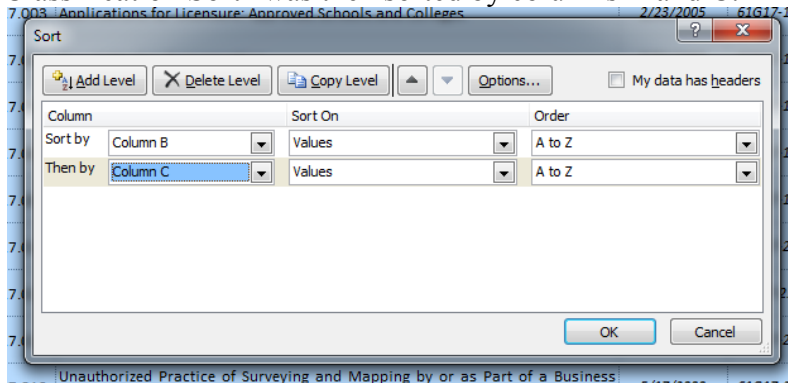 7.003 Applications for Licensure: Approved Schools and Colleges 2/23/2005 61G17-1
Sort
Add Level Delete Level Copy Level Options... My data has headers
Column Sort On Order
Sort by Column B Values A to Z
Then by Column C Values A to Z
OK Cancel
Unauthorized Practice of Surveying and Mapping by or as Part of a Business